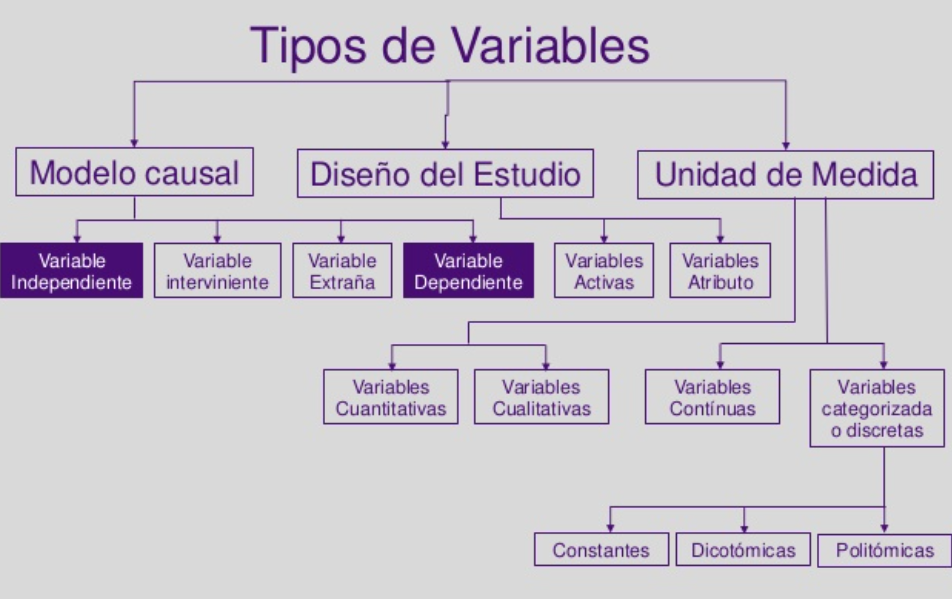 Tipos de Variables
Modelo causal
Diseño del Estudio
Unidad de Medida
Variable
Independiente
Variable
interviniente
Variable
Extraña
Variable
Dependiente
Variables
Activas
Variables
Atributo
Variables
Cuantitativas
Variables
Cualitativas
Variables
Contínuas
Variables
categorizada
o discretas
Constantes
Dicotómicas
Politómicas